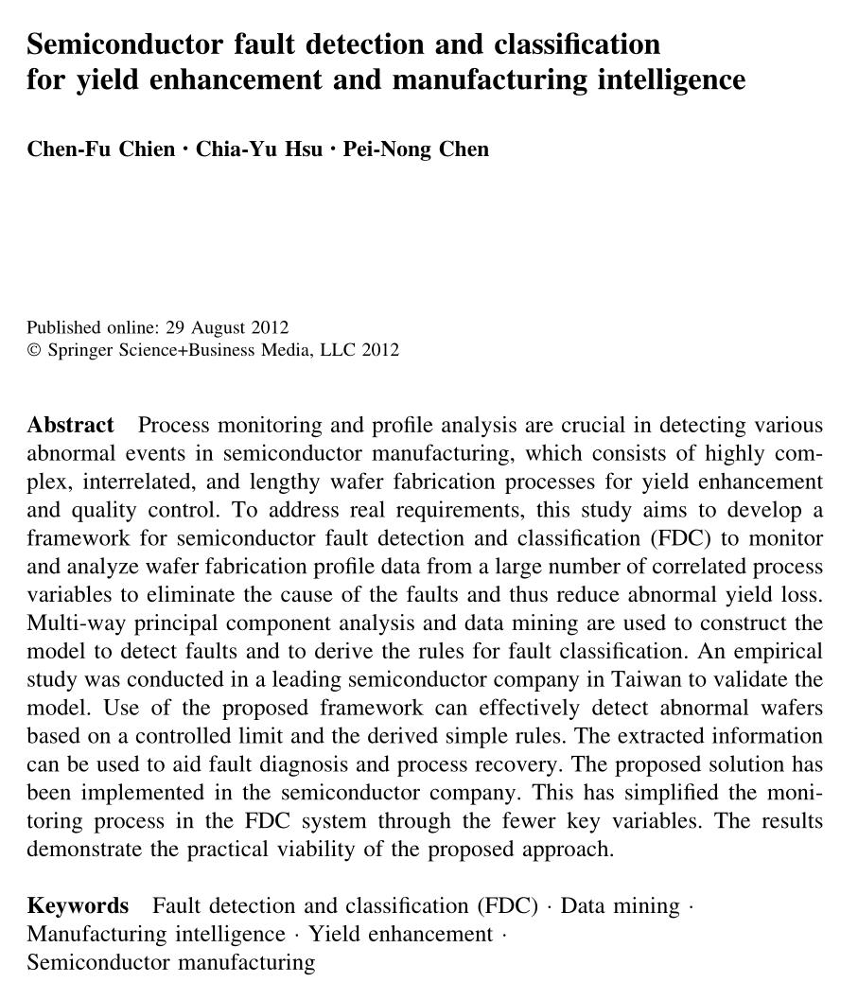 Semiconductor fault detection and classification
for yield enhancement and manufacturing intelligence
Chen-Fu Chien · Chia-Yu Hsu · Pei-Nong Chen
Published online: 29 August 2012
© Springer Science+Business Media, LLC 2012
Abstract Process monitoring and profile analysis are crucial in detecting various
abnormal events in semiconductor manufacturing, which consists of highly com-
plex, interrelated, and lengthy wafer fabrication processes for yield enhancement
and quality control. To address real requirements, this study aims to develop a
framework for semiconductor fault detection and classification (FDC) to monitor
and analyze wafer fabrication profile data from a large number of correlated process
variables to eliminate the cause of the faults and thus reduce abnormal yield loss.
Multi-way principal component analysis and data mining are used to construct the
model to detect faults and to derive the rules for fault classification. An empirical
study was conducted in a leading semiconductor company in Taiwan to validate the
model. Use of the proposed framework can effectively detect abnormal wafers
based on a controlled limit and the derived simple rules. The extracted information
can be used to aid fault diagnosis and process recovery. The proposed solution has
been implemented in the semiconductor company. This has simplified the moni-
toring process in the FDC system through the fewer key variables. The results
demonstrate the practical viability of the proposed approach.
Keywords Fault detection and classification (FDC) · Data mining ·
Manufacturing intelligence · Yield enhancement ·
Semiconductor manufacturing